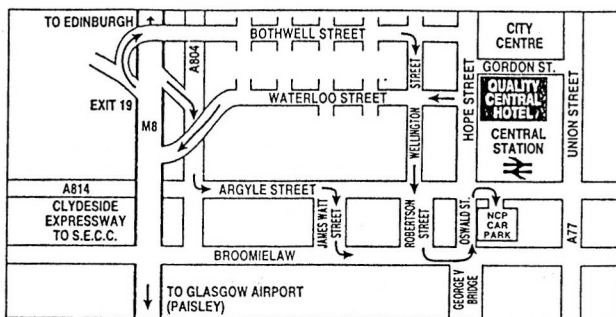 TO EDINBURGH
A804
BOTHWELL STREET
CITY
CENTRE
GORDON ST.
STREET
HOPE STREET
UNION STREET
QUALITY
CENTRAL
HOTEL
EXIT 19
M8
WATERLOO STREET
WELLINGTON
CENTRAL
STATION
A814
ARGYLE STREET
CLYDESIDE
EXPRESSWAY
TO S.E.C.C.
JAMES WATT
STREET
ROBERTSON
STREET
OSWALD ST.
NCP
CAR
PARK
A77
BROOMIELAW
TO GLASGOW AIRPORT
(PAISLEY)
GEORGE V
BRIDGE